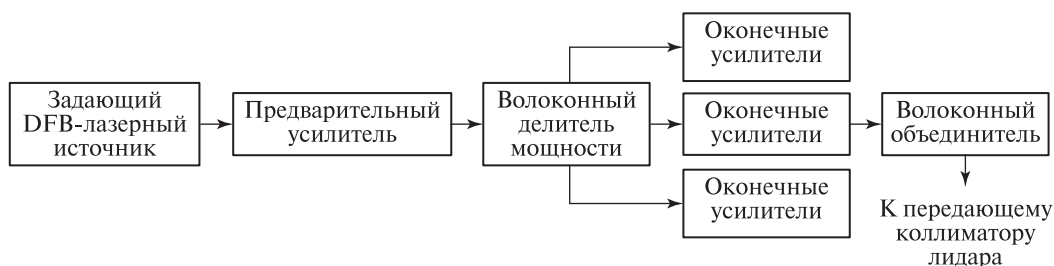 Задающий
DFB-лазерный
источник
Предварительный
усилитель
Волоконный
делитель
мощности
Оконечные
усилители
Оконечные
усилители
Оконечные
усилители
Волоконный
объединитель
К передающему
коллиматору
лидара